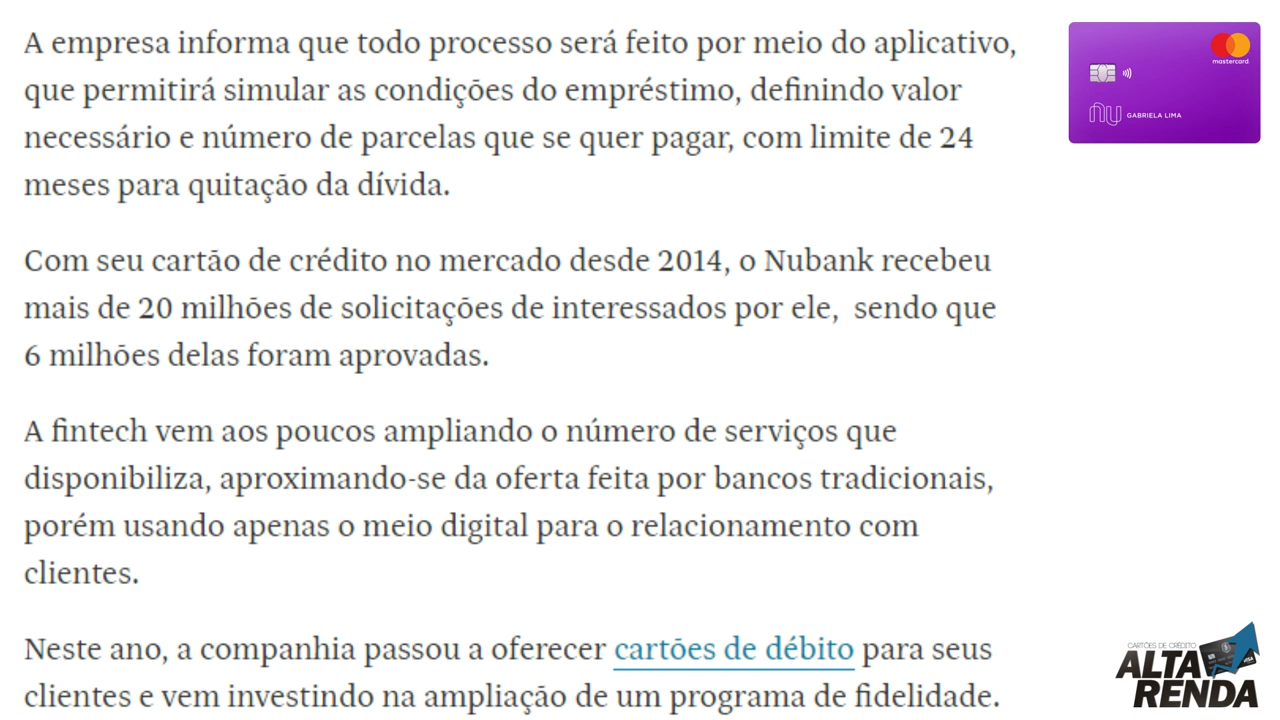 A empresa informa que todo processo será feito por meio do aplicativo,
que permitirá simular as condições do empréstimo, definindo valor
necessário e número de parcelas que se quer pagar, com limite de 24
meses para quitação da dívida.
Com seu cartão de crédito no mercado desde 2014, o Nubank recebeu
mais de 20 milhões de solicitações de interessados por ele,  sendo que
6 milhões delas foram aprovadas.
A fintech vem aos poucos ampliando o número de serviços que
disponibiliza, aproximando-se da oferta feita por bancos tradicionais,
porém usando apenas o meio digital para o relacionamento com
clientes.
Neste ano, a companhia passou a oferecer cartões de débito para seus
clientes e vem investindo na ampliação de um programa de fidelidade.
mastercard
nu GABRIELA LIMA
CARTÕES DE CRÉDITO
ALTA
VISA
RENDA